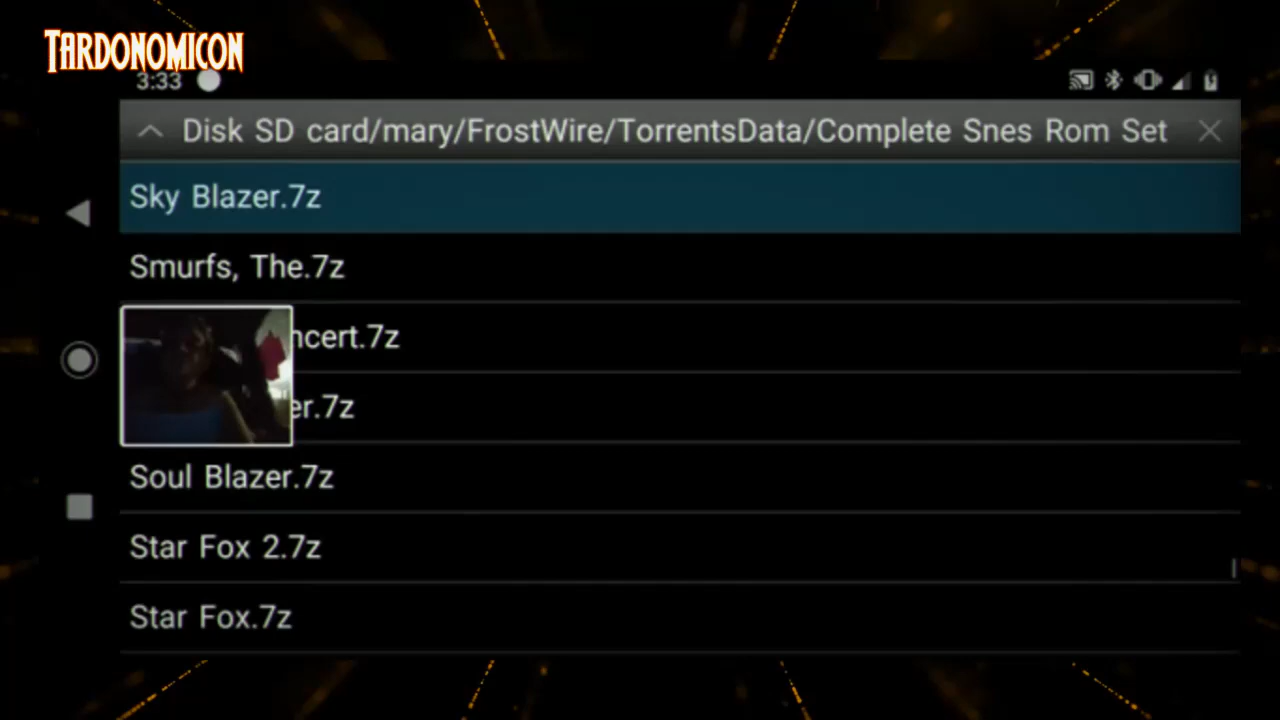 TARDONOMICON
3:33
Disk SD card/mary/FrostWire/TorrentsData/Complete Snes Rom Set
Sky Blazer.7z
Smurfs, The.7z
ncert.7z
er.7z
Soul Blazer.7z
Star Fox 2.7z
Star Fox.7z